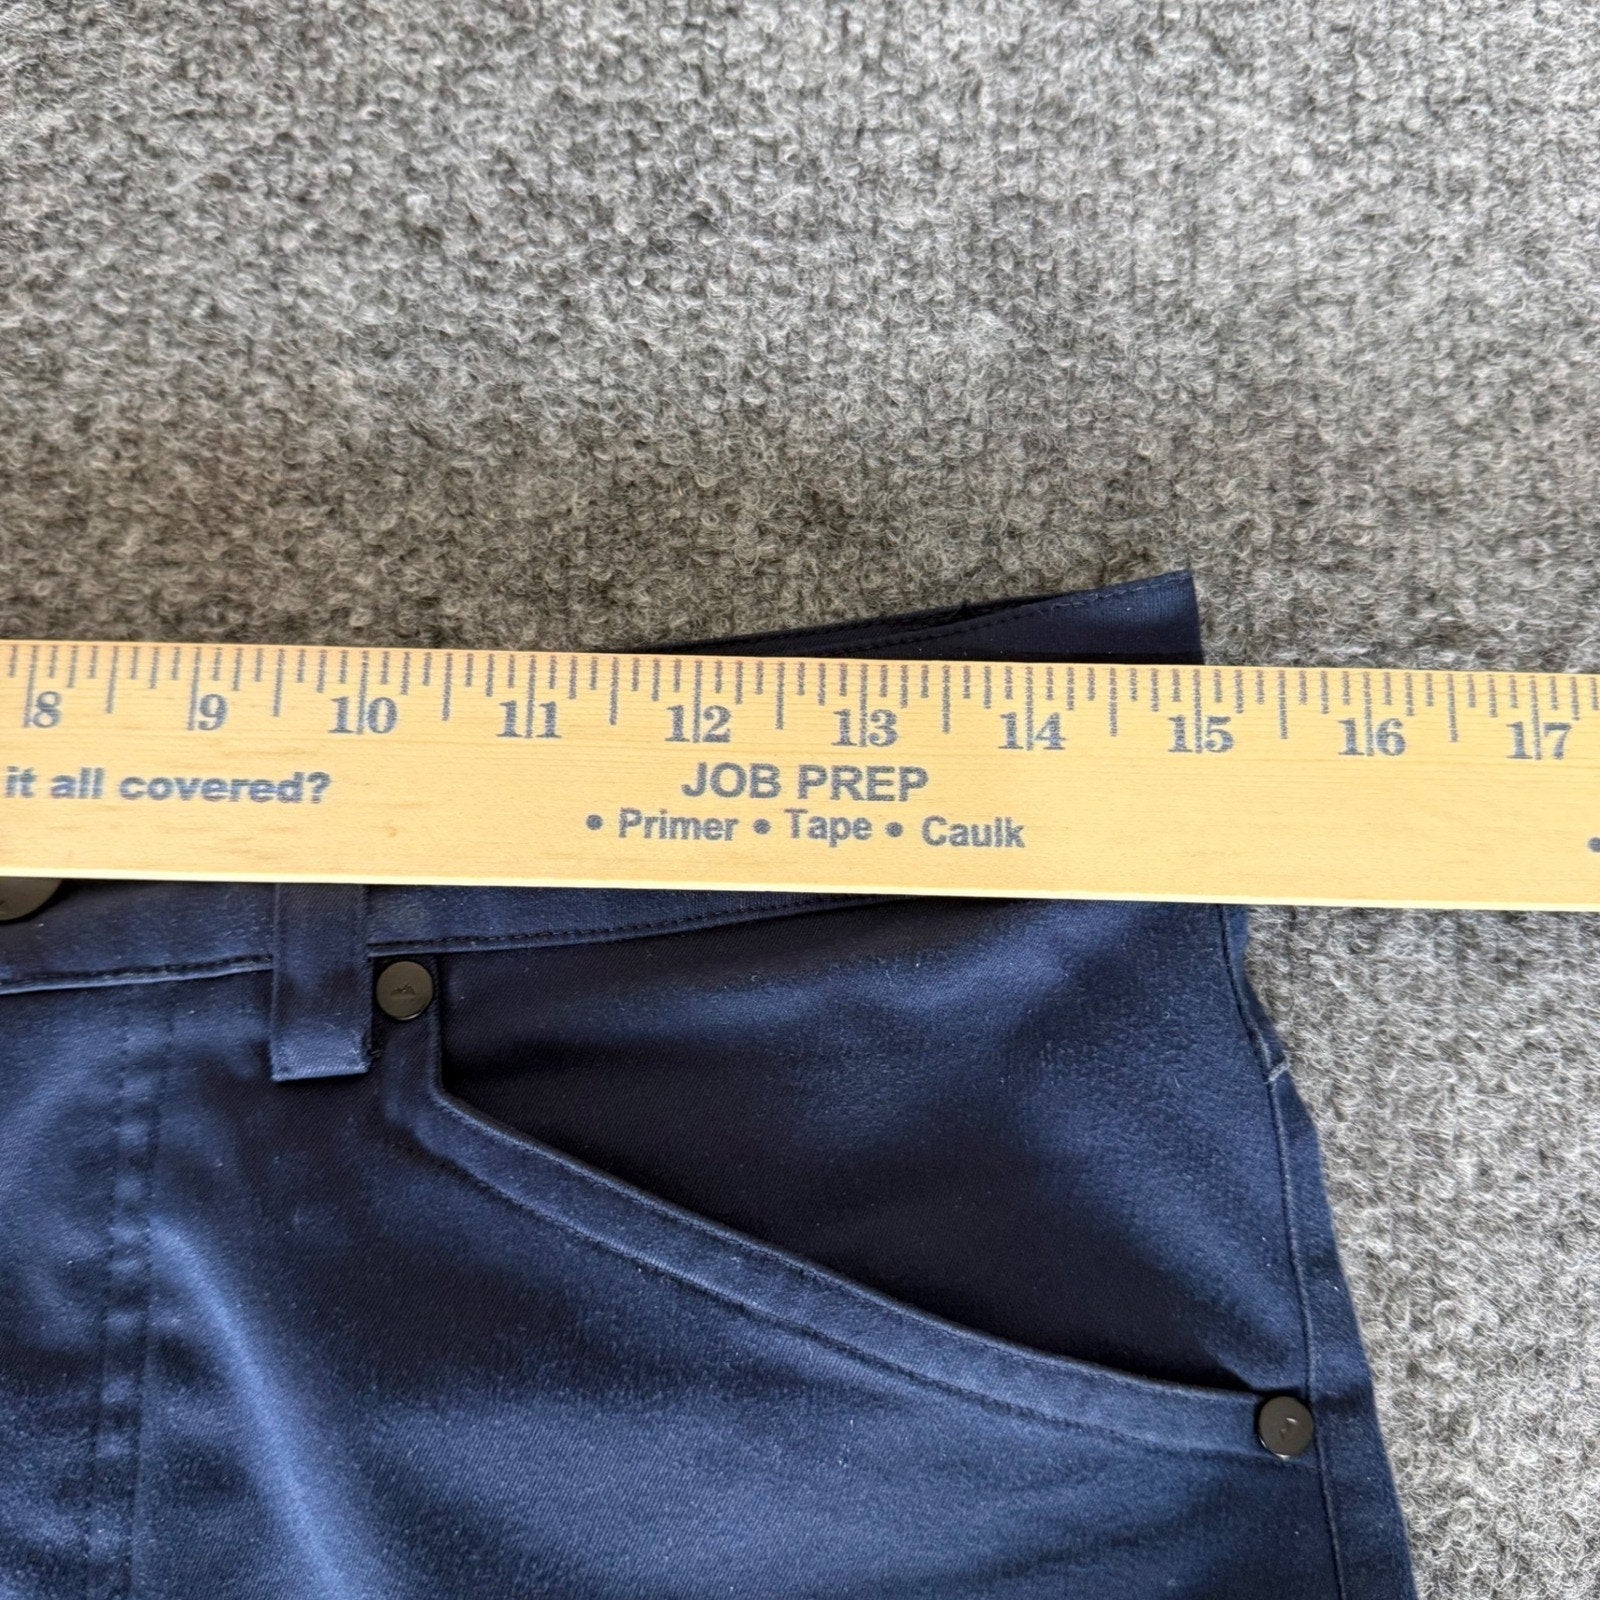 8 9 10 11 12 13 14 15 16 17
it all covered? JOB PREP
• Primer • Tape • Caulk •